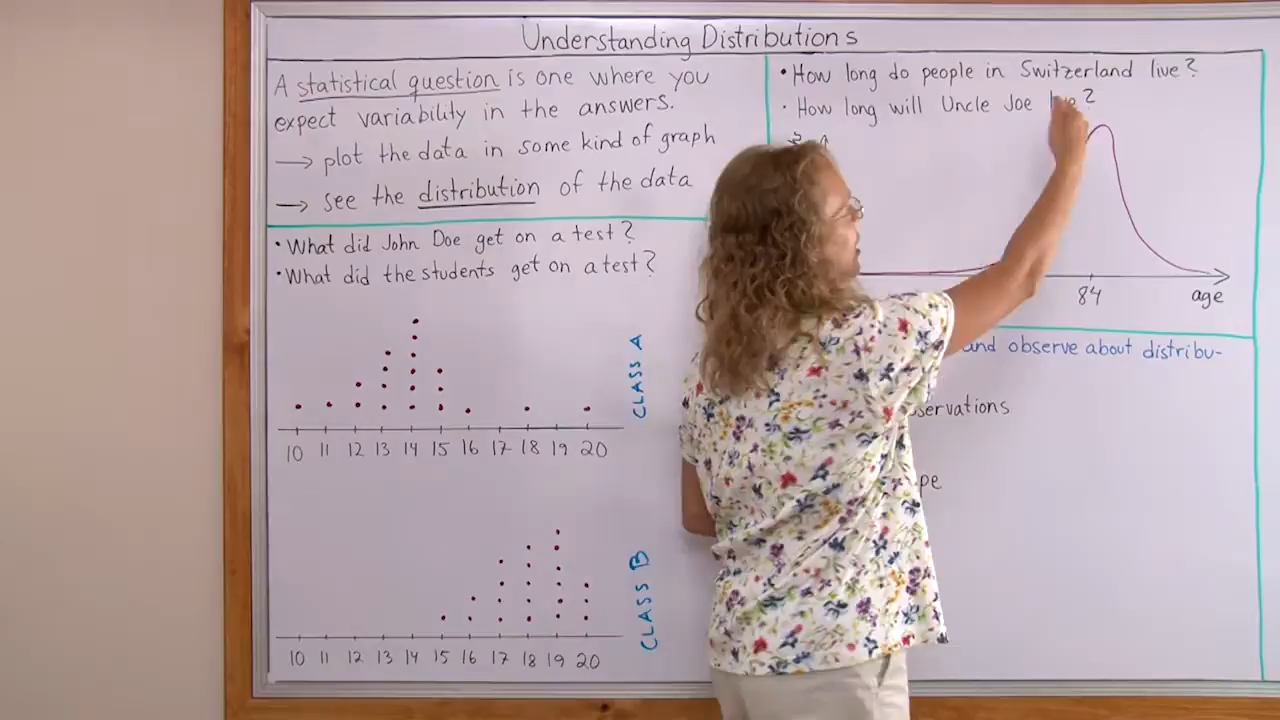 Understanding Distributions
A statistical question is one where you
expect variability in the answers.
→ plot the data in some kind of graph
→ see the distribution of the data
• What did John Doe get on a test?
• What did the students get on a test?
CLASS A
10 11 12 13 14 15 16 17 18 19 20
CLASS B
10 11 12 13 14 15 16 17 18 19 20
• How long do people in Switzerland live?
• How long will Uncle Joe live?
84 age
and observe about distribu-